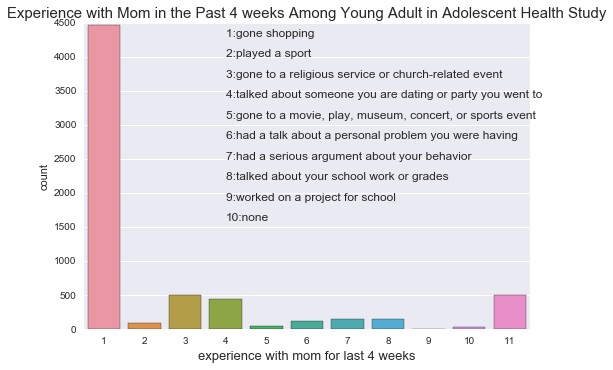 Experience with Mom in the Past 4 weeks Among Young Adult in Adolescent Health Study
4500
4000
3500
3000
2500
2000
1500
1000
500
0
count
1:gone shopping
2:played a sport
3:gone to a religious service or church-related event
4:talked about someone you are dating or party you went to
5:gone to a movie, play, museum, concert, or sports event
6:had a talk about a personal problem you were having
7:had a serious argument about your behavior
8:talked about your school work or grades
9:worked on a project for school
10:none
1 2 3 4 5 6 7 8 9 10 11
experience with mom for last 4 weeks